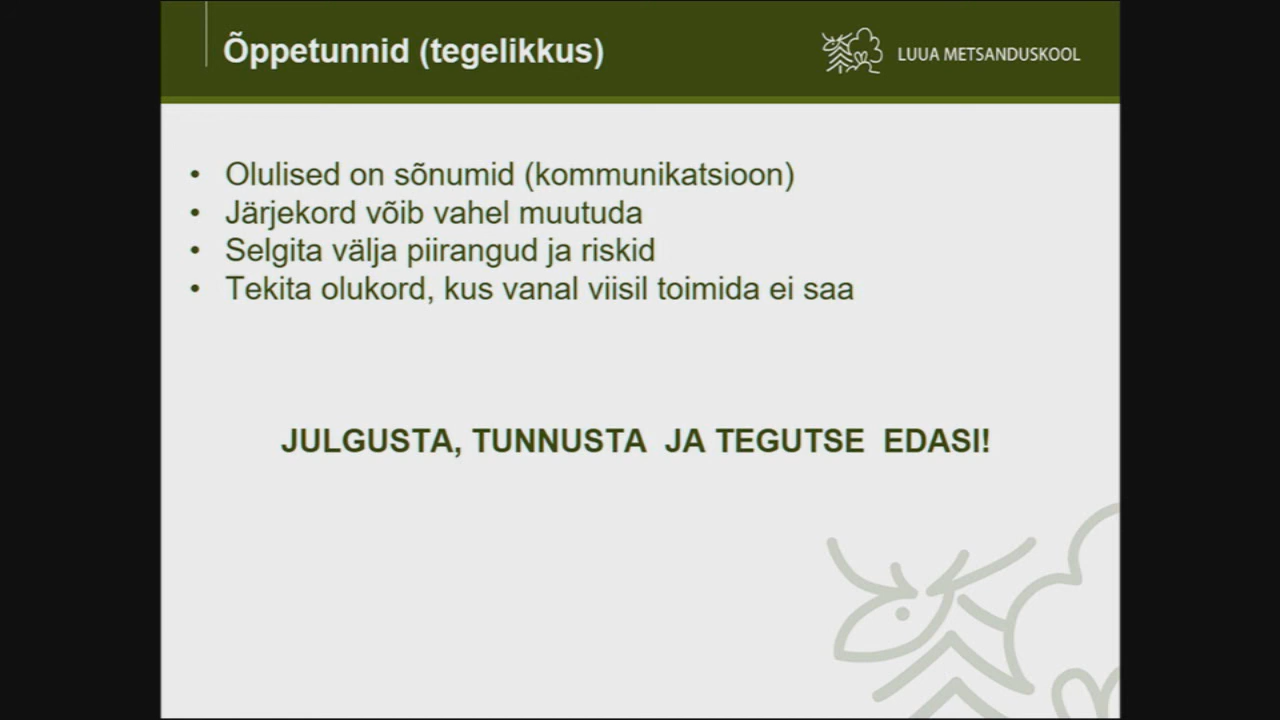 Õppetunnid (tegelikkus)
LUUA METSANDUSKOOL
• Olulised on sõnumid (kommunikatsioon)
• Järjekord võib vahel muutuda
• Selgita välja piirangud ja riskid
• Tekita olukord, kus vanal viisil toimida ei saa
JULGUSTA, TUNNUSTA JA TEGUTSE EDASI!